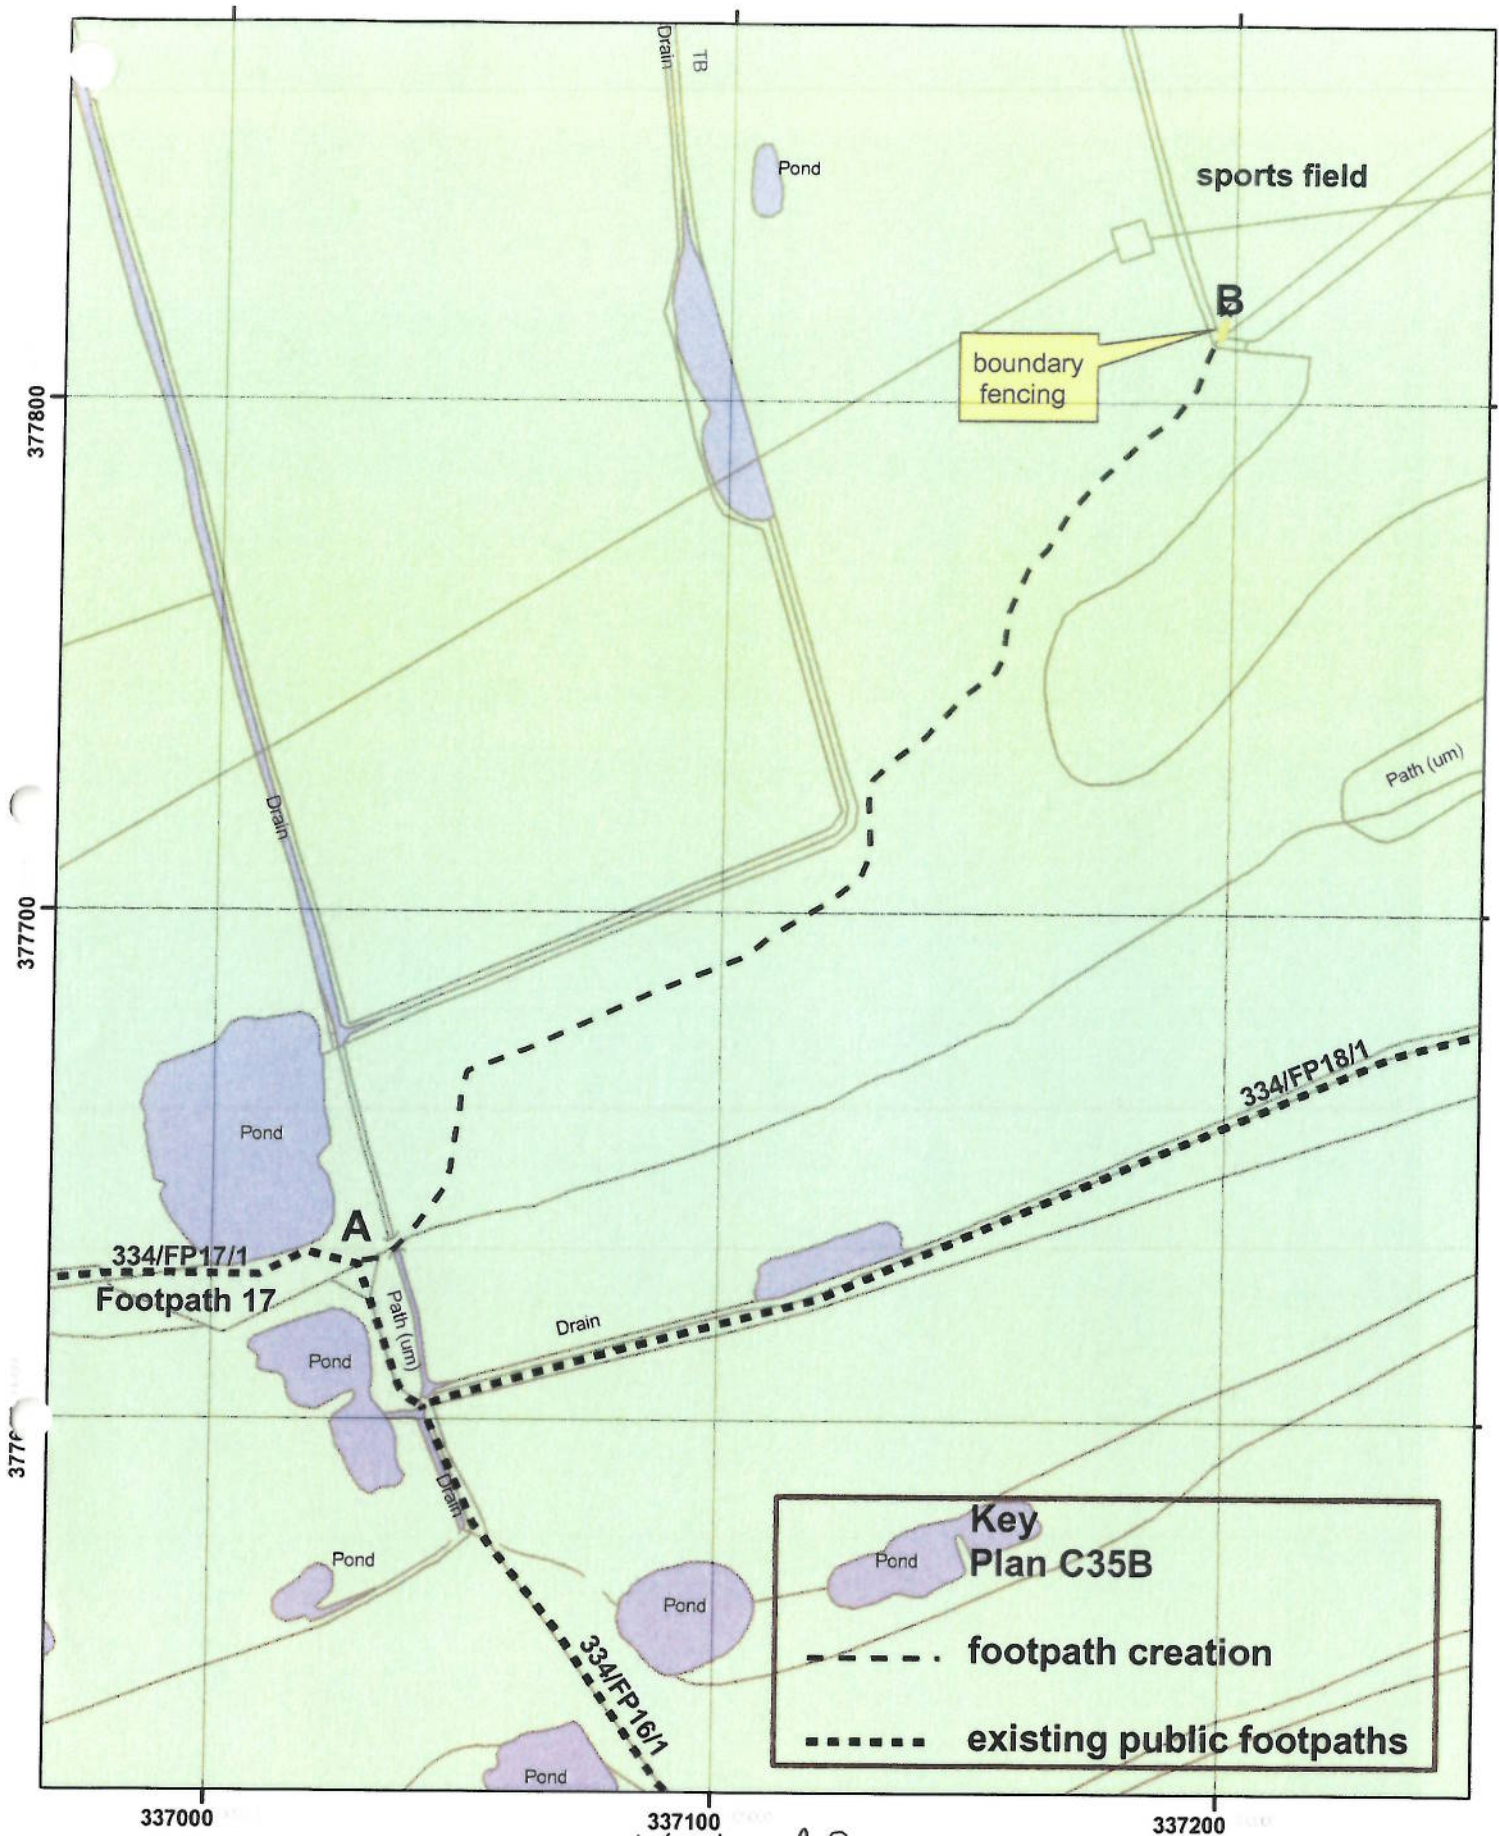 Drain
TB
Pond
sports field
B
boundary
fencing
377800
Drain
Path (um)
377700
Pond
334/FP18/1
A
334/FP17/1
Footpath 17
Path (um)
Drain
Pond
Drain
Key
Plan C35B
Pond
Pond
Pond
footpath creation
334/FP16/1
existing public footpaths
Pond
337000
337100
337200